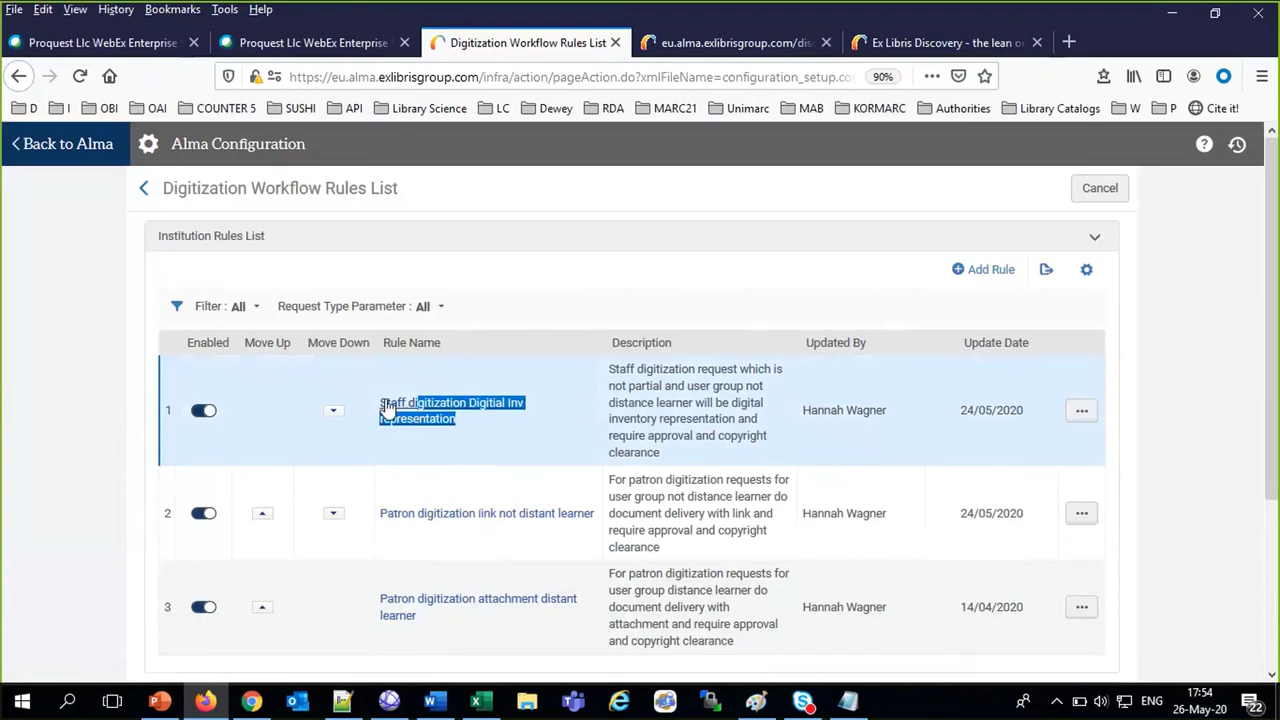 File Edit View History Bookmarks Tools Help
Proquest Llc WebEx Enterprise
Proquest Llc WebEx Enterprise
Digitization Workflow Rules List
eu.alma.exlibrisgroup.com/dis
Ex Libris Discovery - the lean o
https://eu.alma.exlibrisgroup.com/infra/action/pageAction.do?xmlFileName=configuration_setup.co
90%
D I OBI OAI COUNTER 5 SUSHI API Library Science LC Dewey RDA MARC21 Unimarc MAB KORMARC Authorities Library Catalogs W P Cite it!
Back to Alma
Alma Configuration
Digitization Workflow Rules List
Cancel
Institution Rules List
Add Rule
Filter : All Request Type Parameter : All
Enabled Move Up Move Down Rule Name Description Updated By Update Date
1
Staff digitization Digitial Inv
representation
Staff digitization request which is
not partial and user group not
distance learner will be digital
inventory representation and
require approval and copyright
clearance
Hannah Wagner
24/05/2020
2
Patron digitization link not distant learner
For patron digitization requests for
user group not distance learner do
document delivery with link and
require approval and copyright
clearance
Hannah Wagner
24/05/2020
3
Patron digitization attachment distant
learner
For patron digitization requests for
user group distance learner do
document delivery with
attachment and require approval
and copyright clearance
Hannah Wagner
14/04/2020
ENG
17:54
26-May-20
22